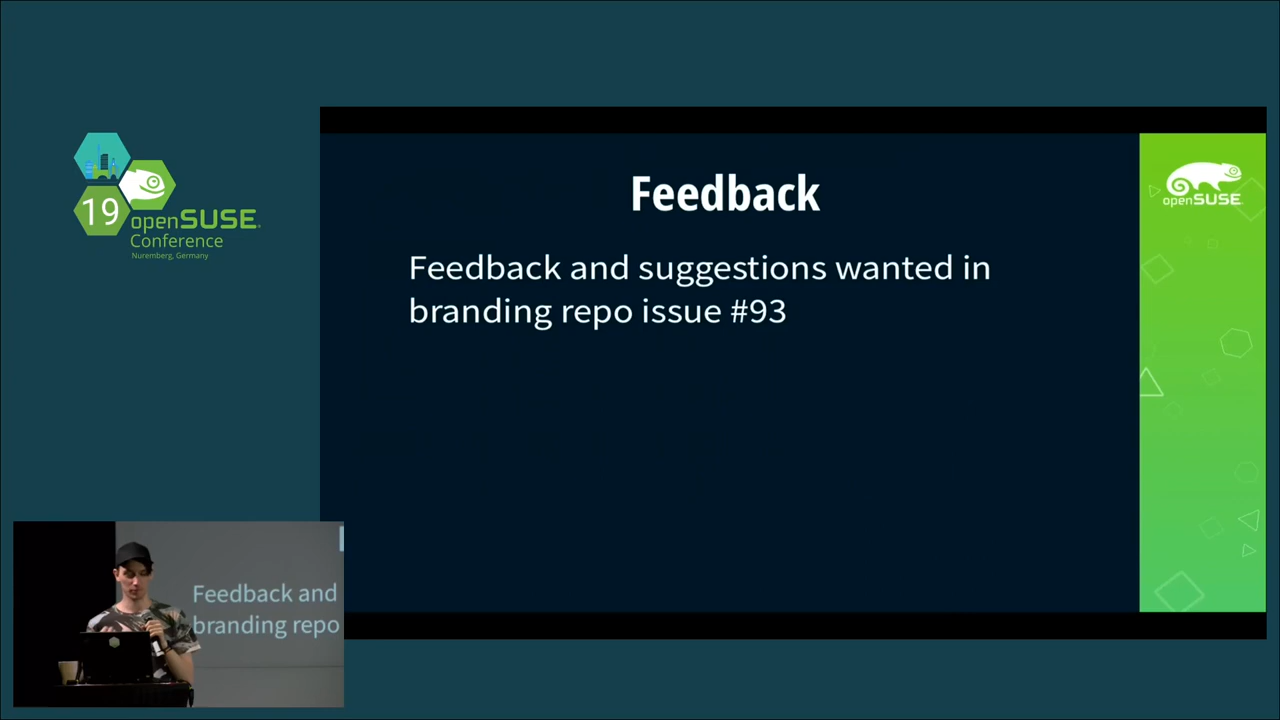 19
openSUSE
Conference
Nuremberg, Germany
Feedback
Feedback and suggestions wanted in
branding repo issue #93
openSUSE
Feedback and
branding repo